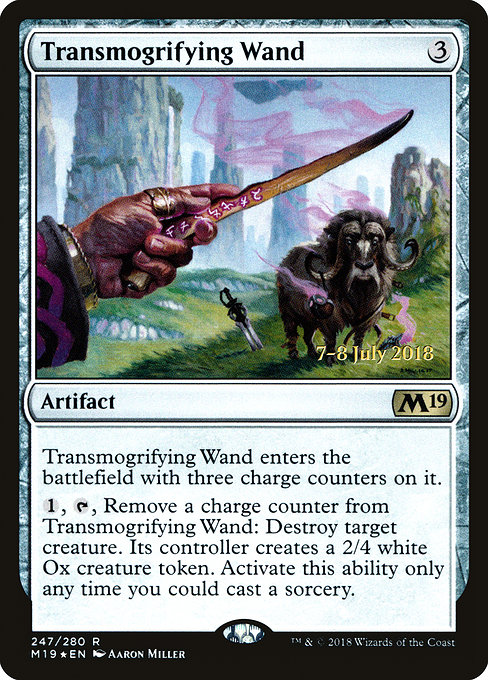 Transmogrifying Wand 3
7–8 July 2018
Artifact M19
Transmogrifying Wand enters the
battlefield with three charge counters on it.
1, , Remove a charge counter from
Transmogrifying Wand: Destroy target
creature. Its controller creates a 2/4 white
Ox creature token. Activate this ability only
any time you could cast a sorcery.
247/280 R
™ & © 2018 Wizards of the Coast
M19★EN Aaron Miller